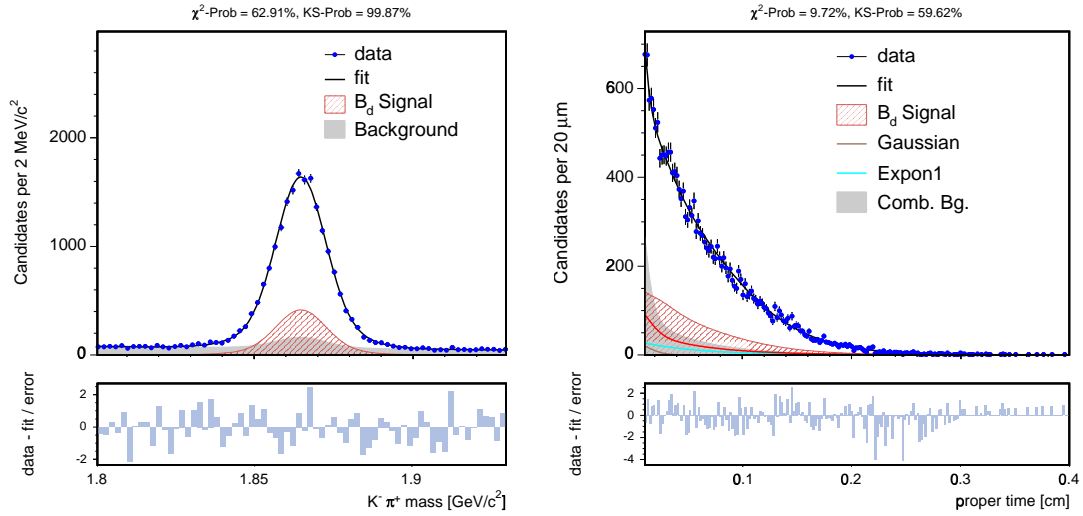 χ²-Prob = 62.91%, KS-Prob = 99.87%
Candidates per 2 MeV/c²
2000
1000
0
data
fit
B_d Signal
Background
data - fit / error
2
0
-2
1.8
1.85
1.9
K⁻ π⁺ mass [GeV/c²]
χ²-Prob = 9.72%, KS-Prob = 59.62%
Candidates per 20 μm
600
400
200
0
data
fit
B_d Signal
Gaussian
Expon1
Comb. Bg.
data - fit / error
2
0
-2
-4
0.1
0.2
0.3
0.4
proper time [cm]